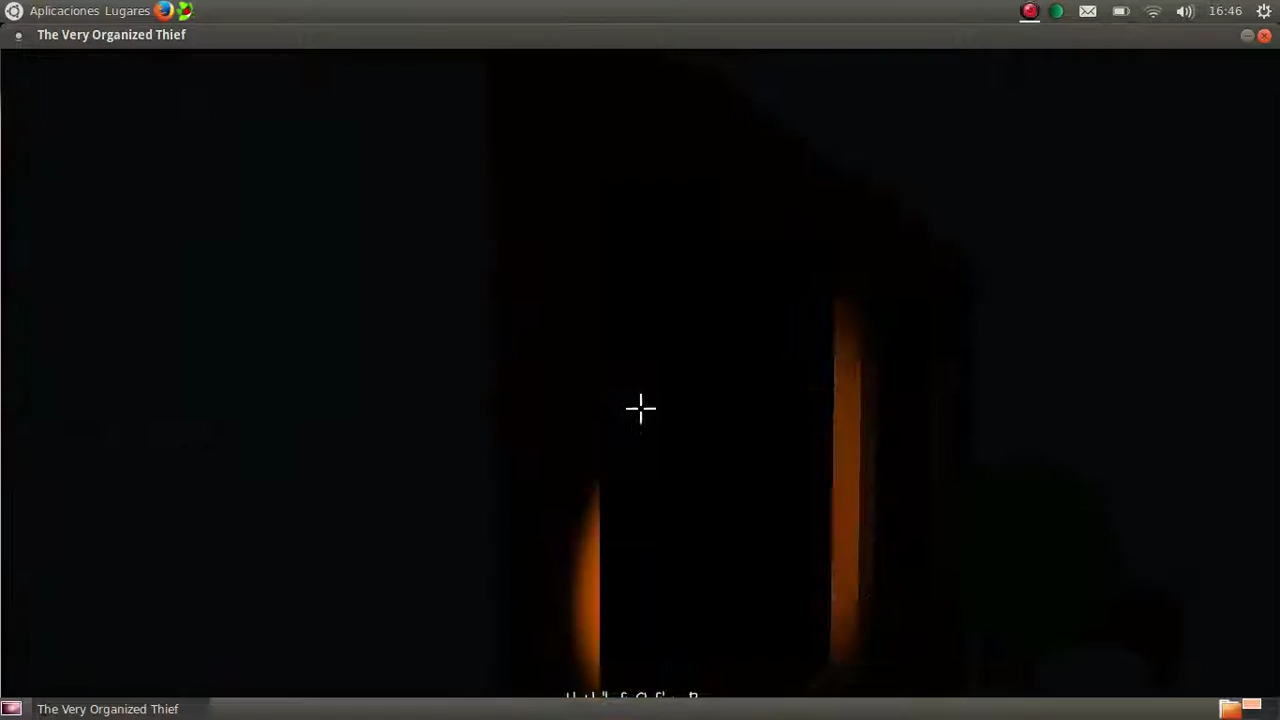 Aplicaciones Lugares
16:46
The Very Organized Thief
The Very Organized Thief